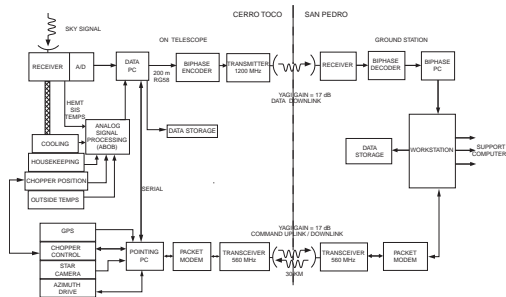 CERRO TOCO
SAN PEDRO
SKY SIGNAL
ON TELESCOPE
GROUND STATION
RECEIVER
A/D
DATA
PC
200 m
RG58
BIPHASE
ENCODER
TRANSMITTER
1200 MHz
RECEIVER
BIPHASE
DECODER
BIPHASE
PC
YAGI GAIN = 17 dB
DATA DOWNLINK
HEMT
SIS
TEMPS
ANALOG
SIGNAL
PROCESSING
(ABOB)
DATA STORAGE
COOLING
HOUSEKEEPING
CHOPPER POSITION
OUTSIDE TEMPS
SERIAL
DATA
STORAGE
WORKSTATION
SUPPORT
COMPUTER
GPS
CHOPPER
CONTROL
STAR
CAMERA
AZIMUTH
DRIVE
POINTING
PC
PACKET
MODEM
TRANSCEIVER
560 MHz
YAGI GAIN = 17 dB
COMMAND UPLINK / DOWNLINK
30 KM
TRANSCEIVER
560 MHz
PACKET
MODEM